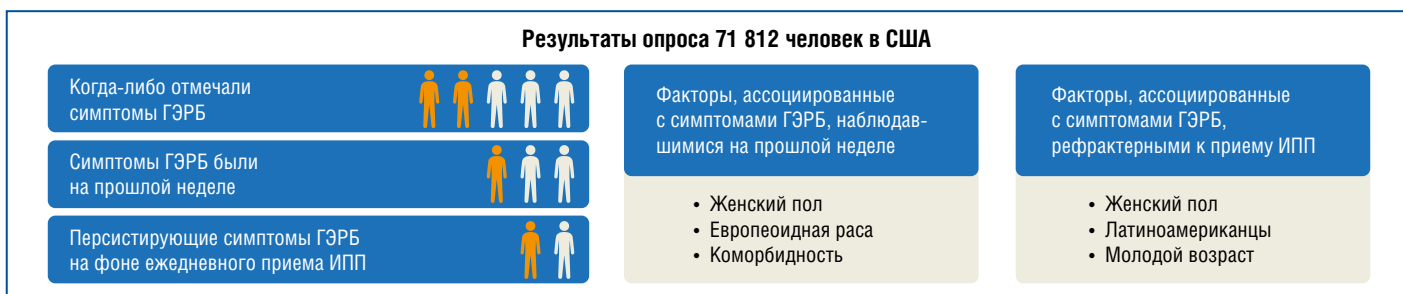 Результаты опроса 71 812 человек в США
Когда-либо отмечали
симптомы ГЭРБ
Симптомы ГЭРБ были
на прошлой неделе
Персистирующие симптомы ГЭРБ
на фоне ежедневного приема ИПП
Факторы, ассоциированные
с симптомами ГЭРБ, наблюдав-
шимися на прошлой неделе
• Женский пол
• Европеоидная раса
• Коморбидность
Факторы, ассоциированные
с симптомами ГЭРБ,
рефрактерными к приему ИПП
• Женский пол
• Латиноамериканцы
• Молодой возраст